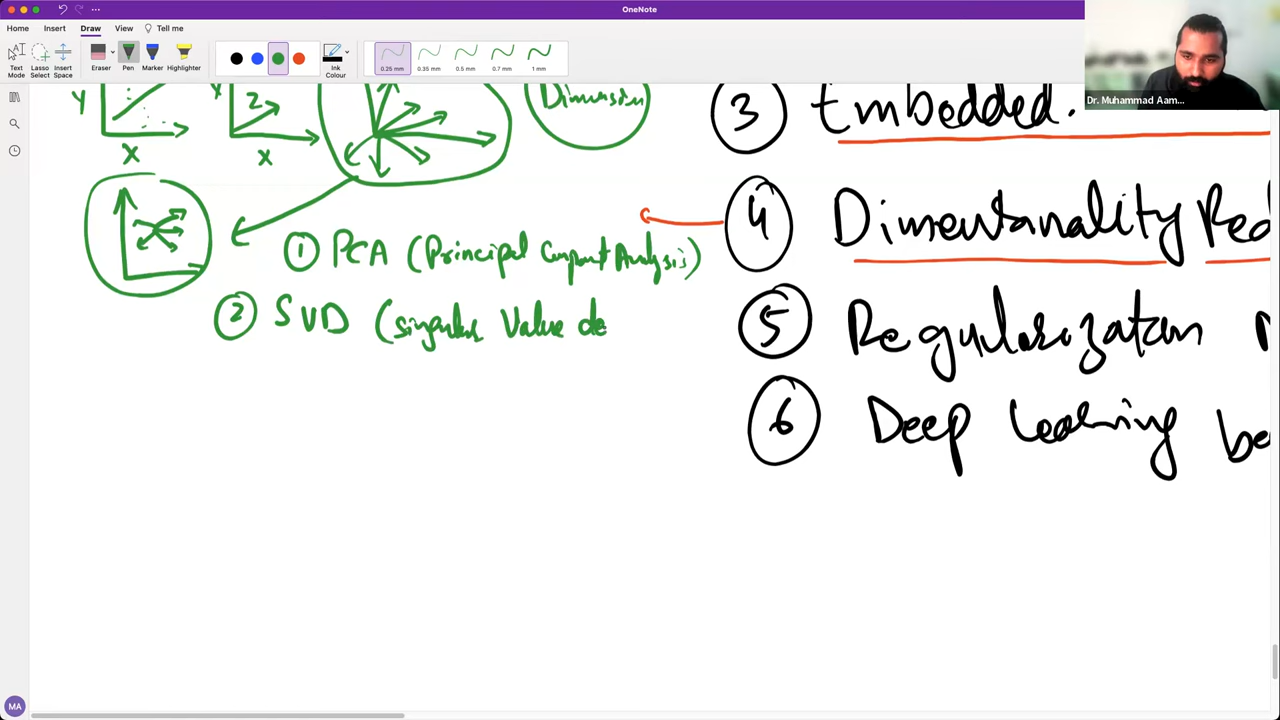 OneNote
Home Insert Draw View Tell me
Text Mode Lasso Select Insert Space Eraser Pen Marker Highlighter Ink Colour 0.25 mm 0.35 mm 0.5 mm 0.7 mm 1 mm
Dr. Muhammad Aam...
Y
X
2
X
Dimension
① PCA (Principal Componet Analysis)
② SVD (singular Value de
③ Embedded.
④ Dimentanality Red
⑤ Regularizatan
⑥ Deep learning be
MA